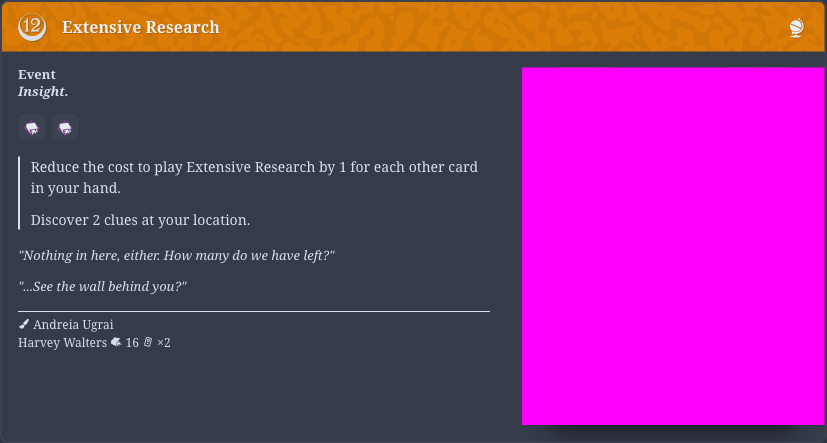 12 Extensive Research
Event
Insight.
Reduce the cost to play Extensive Research by 1 for each other card
in your hand.
Discover 2 clues at your location.
"Nothing in here, either. How many do we have left?"
"...See the wall behind you?"
Andreia Ugrai
Harvey Walters 16 ×2